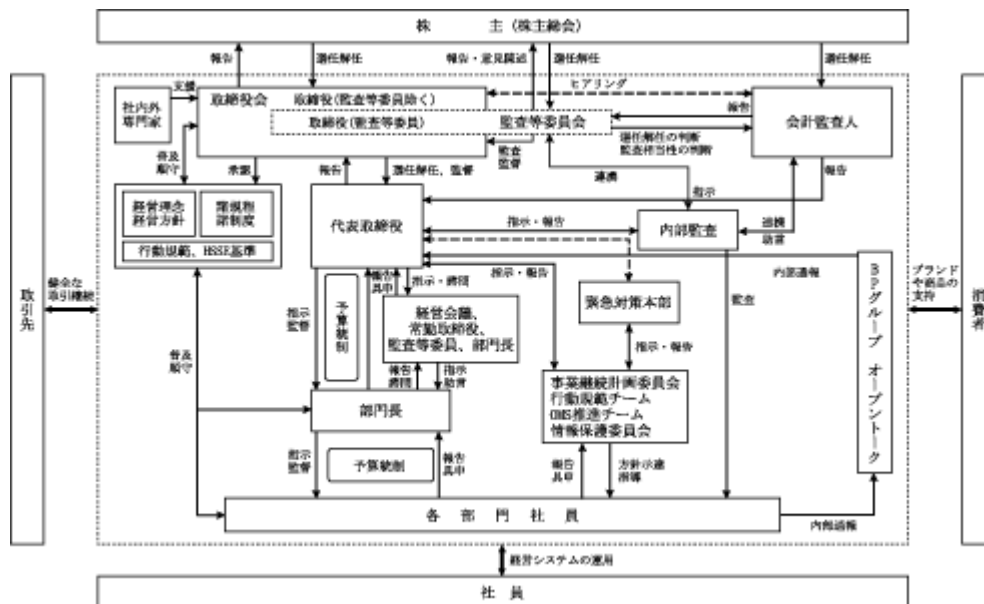 株 主（株主総会）
報告
選任解任
報告・意見陳述
選任解任
選任解任
支援
ヒアリング
社内外
専門家
取締役会
取締役(監査等委員除く)
取締役(監査等委員)
監査等委員会
報告
会計監査人
選任解任の判断
監査相当性の判断
普及
順守
承認
報告
選任解任、監督
監査
監督
連携
指示
報告
経営理念
経営方針
諸規程
諸制度
行動規範、HSSE基準
代表取締役
指示・報告
内部監査
連携
助言
取引先
健全な
取引継続
指示
監督
予算統制
報告
具申
指示・諮問
指示・報告
緊急対策本部
監査
内部通報
BPグループ オープントーク
ブランド
や商品の
支持
消費者
経営会議、
常勤取締役、
監査等委員、部門長
指示・報告
普及
順守
報告
諮問
指示
助言
事業継続計画委員会
行動規範チーム
OMS推進チーム
情報保護委員会
部門長
指示
監督
予算統制
報告
具申
報告
具申
方針示達
指導
各部門社員
内部通報
経営システムの運用
社員